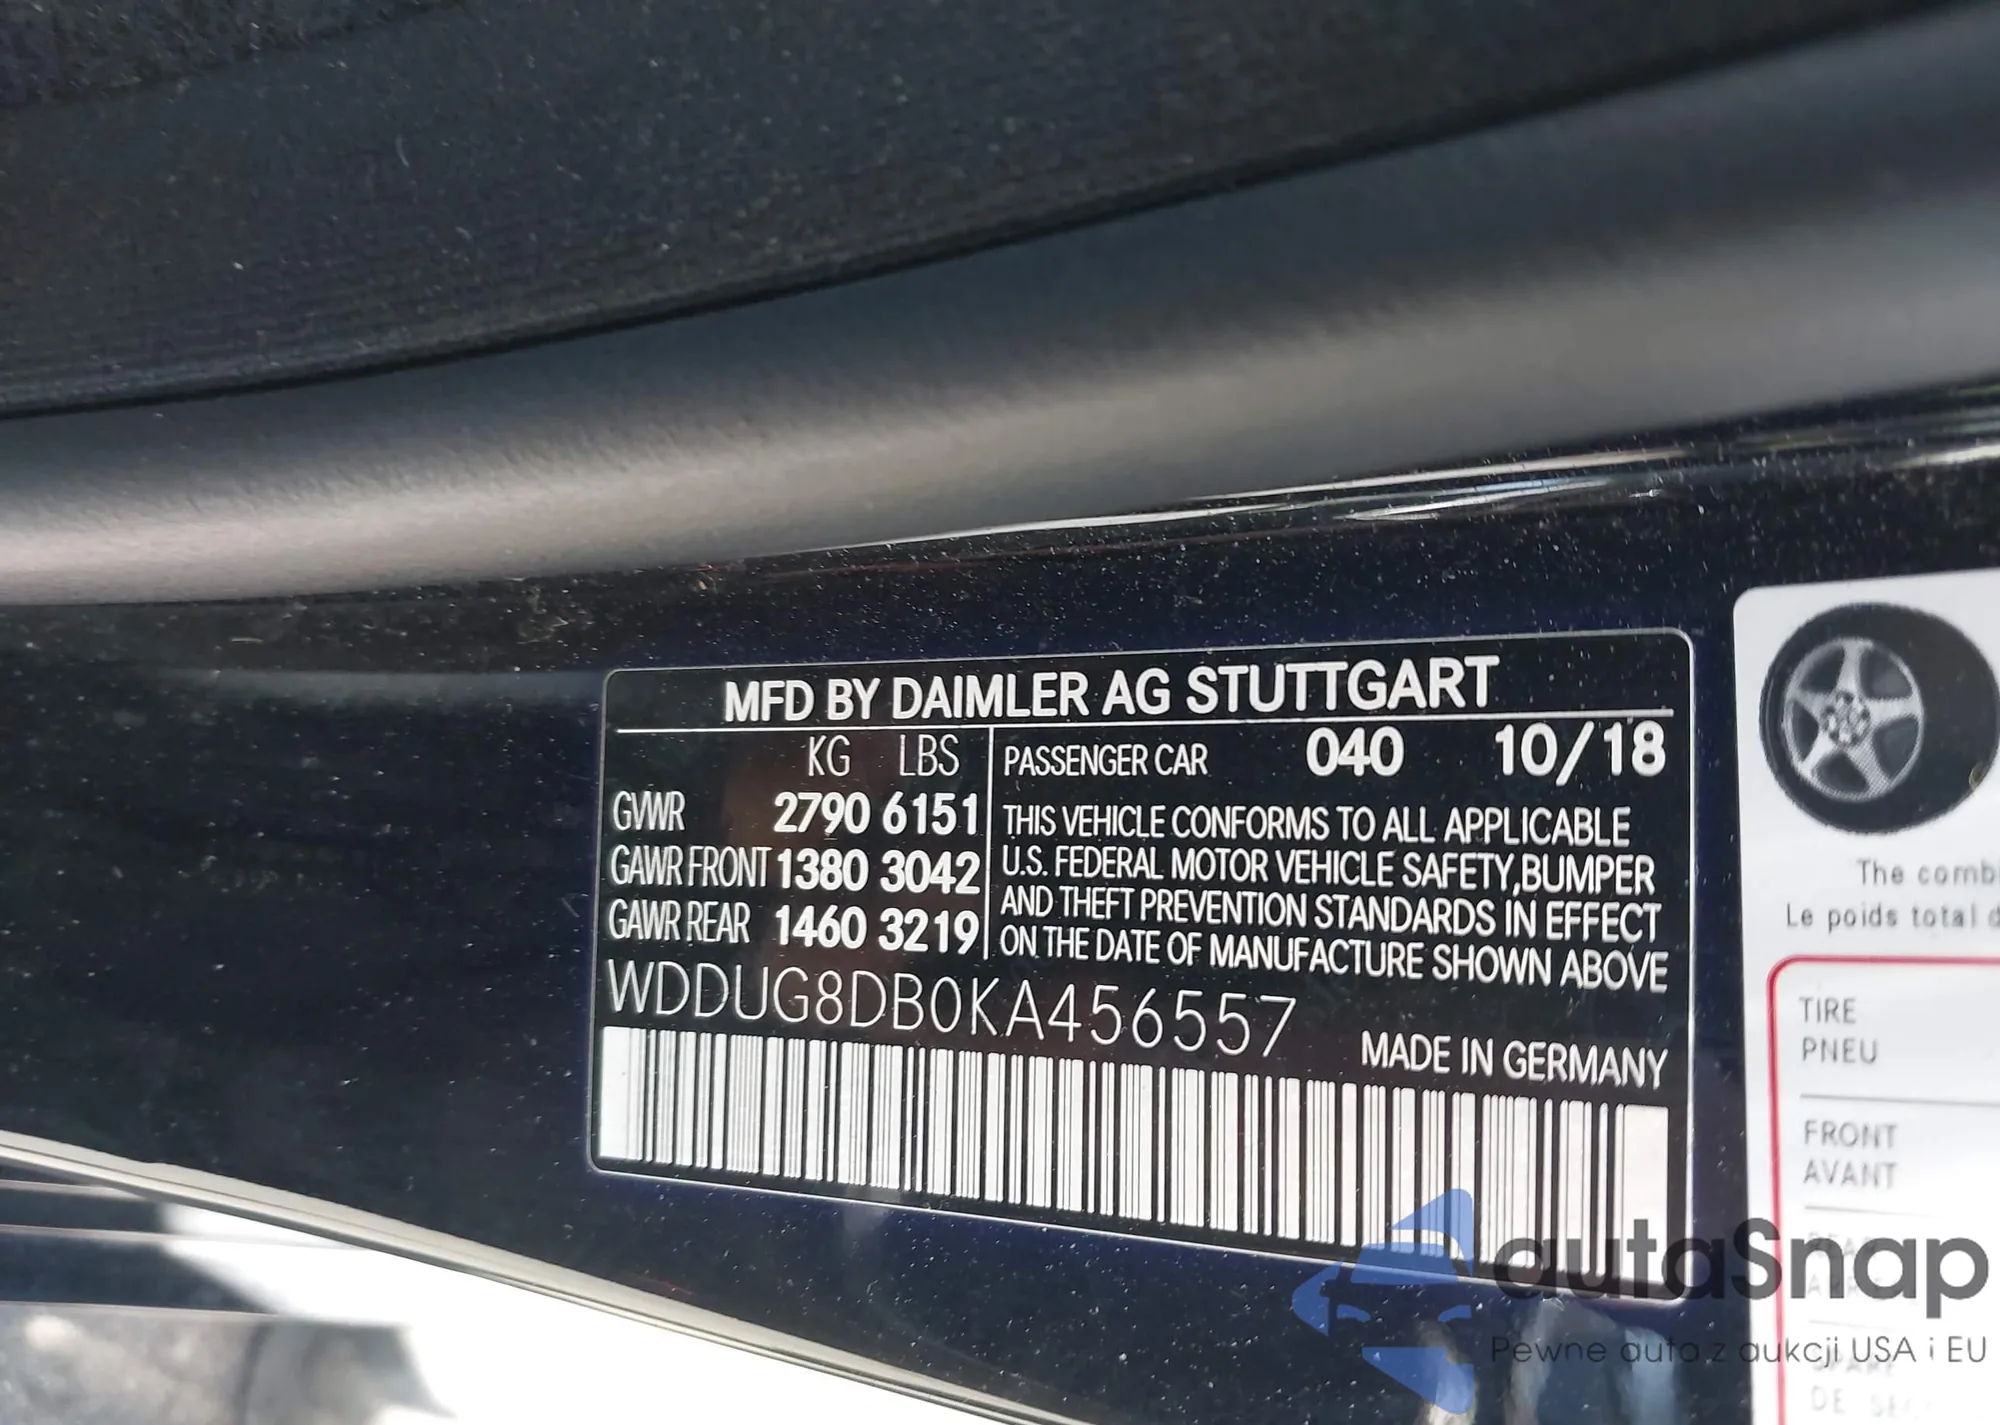 MFD BY DAIMLER AG STUTTGART
KG LBS
GVWR 2790 6151
GAWR FRONT 1380 3042
GAWR REAR 1460 3219
PASSENGER CAR 040 10/18
THIS VEHICLE CONFORMS TO ALL APPLICABLE
U.S. FEDERAL MOTOR VEHICLE SAFETY,BUMPER
AND THEFT PREVENTION STANDARDS IN EFFECT
ON THE DATE OF MANUFACTURE SHOWN ABOVE
WDDUG8DB0KA456557
MADE IN GERMANY
The
Le poids total
TIRE
PNEU
FRONT
AVANT
autaSnap
Pewne auta z aukcji USA i EU
DE